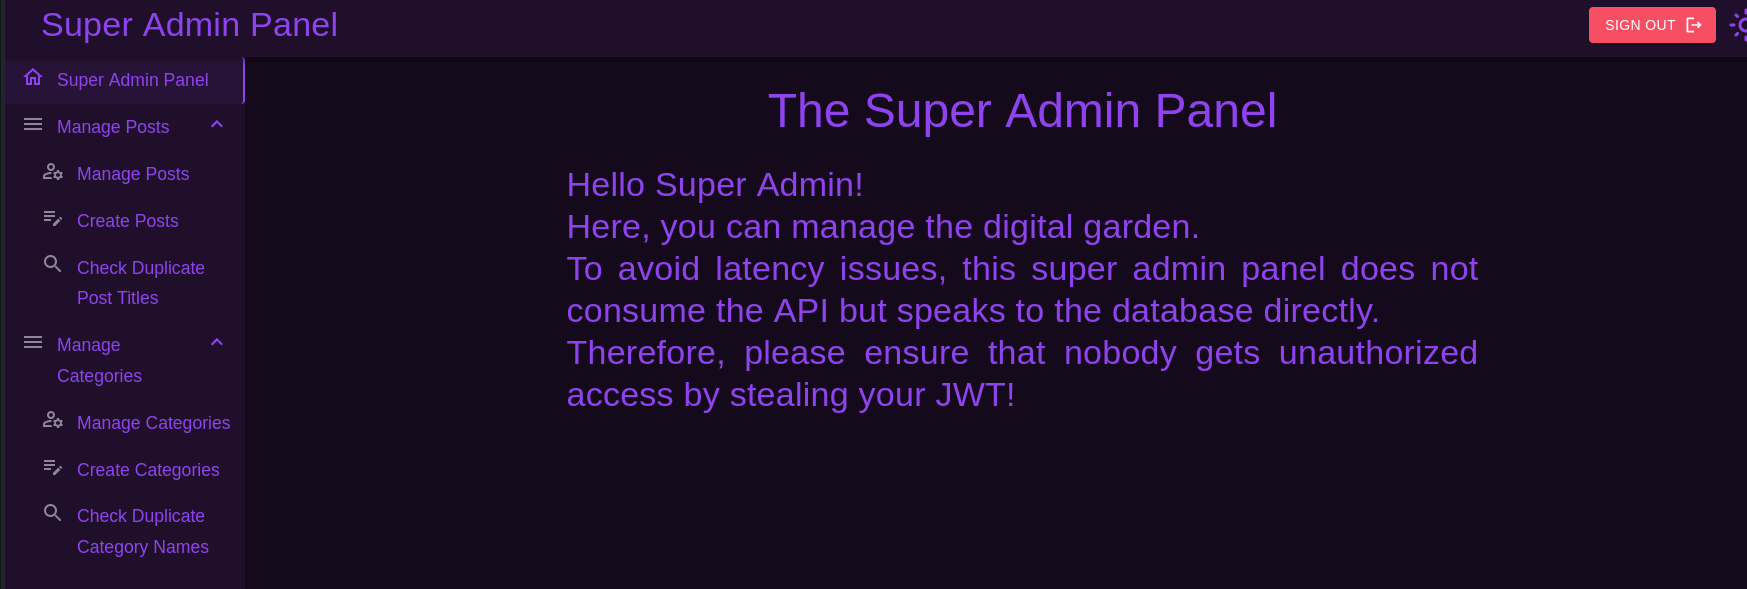 Super Admin Panel
SIGN OUT
Super Admin Panel
Manage Posts
Manage Posts
Create Posts
Check Duplicate
Post Titles
Manage
Categories
Manage Categories
Create Categories
Check Duplicate
Category Names
The Super Admin Panel
Hello Super Admin!
Here, you can manage the digital garden.
To avoid latency issues, this super admin panel does not
consume the API but speaks to the database directly.
Therefore, please ensure that nobody gets unauthorized
access by stealing your JWT!